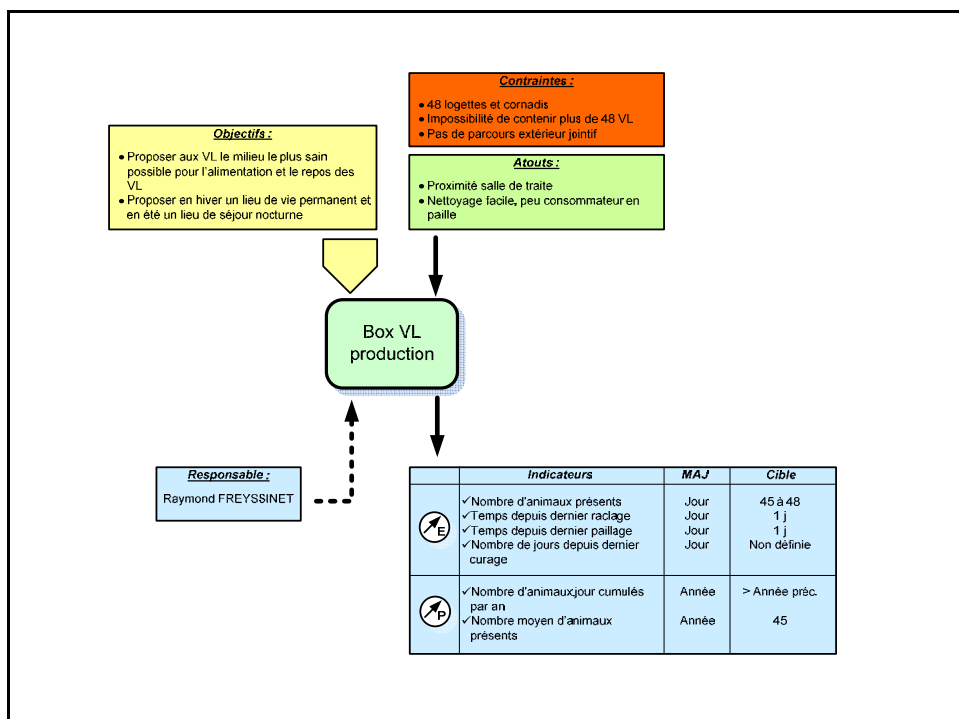 Contraintes :
• 48 logettes et cornadis
• Impossibilité de contenir plus de 48 VL
• Pas de parcours extérieur jointif
Objectifs :
• Proposer aux VL le milieu le plus sain
possible pour l'alimentation et le repos des
VL
• Proposer en hiver un lieu de vie permanent et
en été un lieu de séjour nocturne
Atouts :
• Proximité salle de traite
• Nettoyage facile, peu consommateur en
paille
Box VL
production
Responsable :
Raymond FREYSSINET
Indicateurs MAJ Cible
E
✓Nombre d'animaux présents Jour 45 à 48
✓Temps depuis dernier raclage Jour 1 j
✓Temps depuis dernier paillage Jour 1 j
✓Nombre de jours depuis dernier Jour Non définie
curage
P
✓Nombre d'animaux.jour cumulés Année > Année préc.
par an
✓Nombre moyen d'animaux Année 45
présents